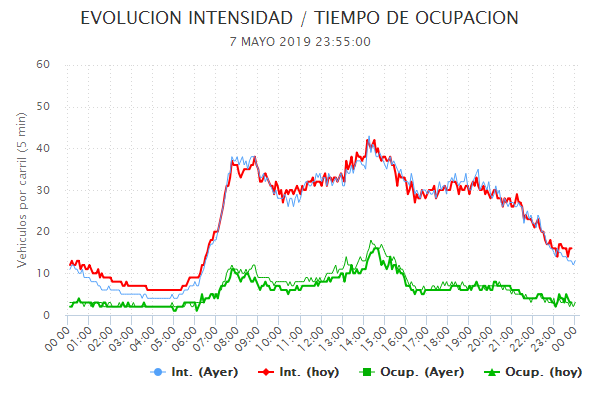 EVOLUCION INTENSIDAD / TIEMPO DE OCUPACION
7 MAYO 2019 23:55:00
Vehiculos por carril (5 min)
60
50
40
30
20
10
0
00:00 01:00 02:00 03:00 04:00 05:00 06:00 07:00 08:00 09:00 10:00 11:00 12:00 13:00 14:00 15:00 16:00 17:00 18:00 19:00 20:00 21:00 22:00 23:00 00:00
Int. (Ayer) Int. (hoy) Ocup. (Ayer) Ocup. (hoy)